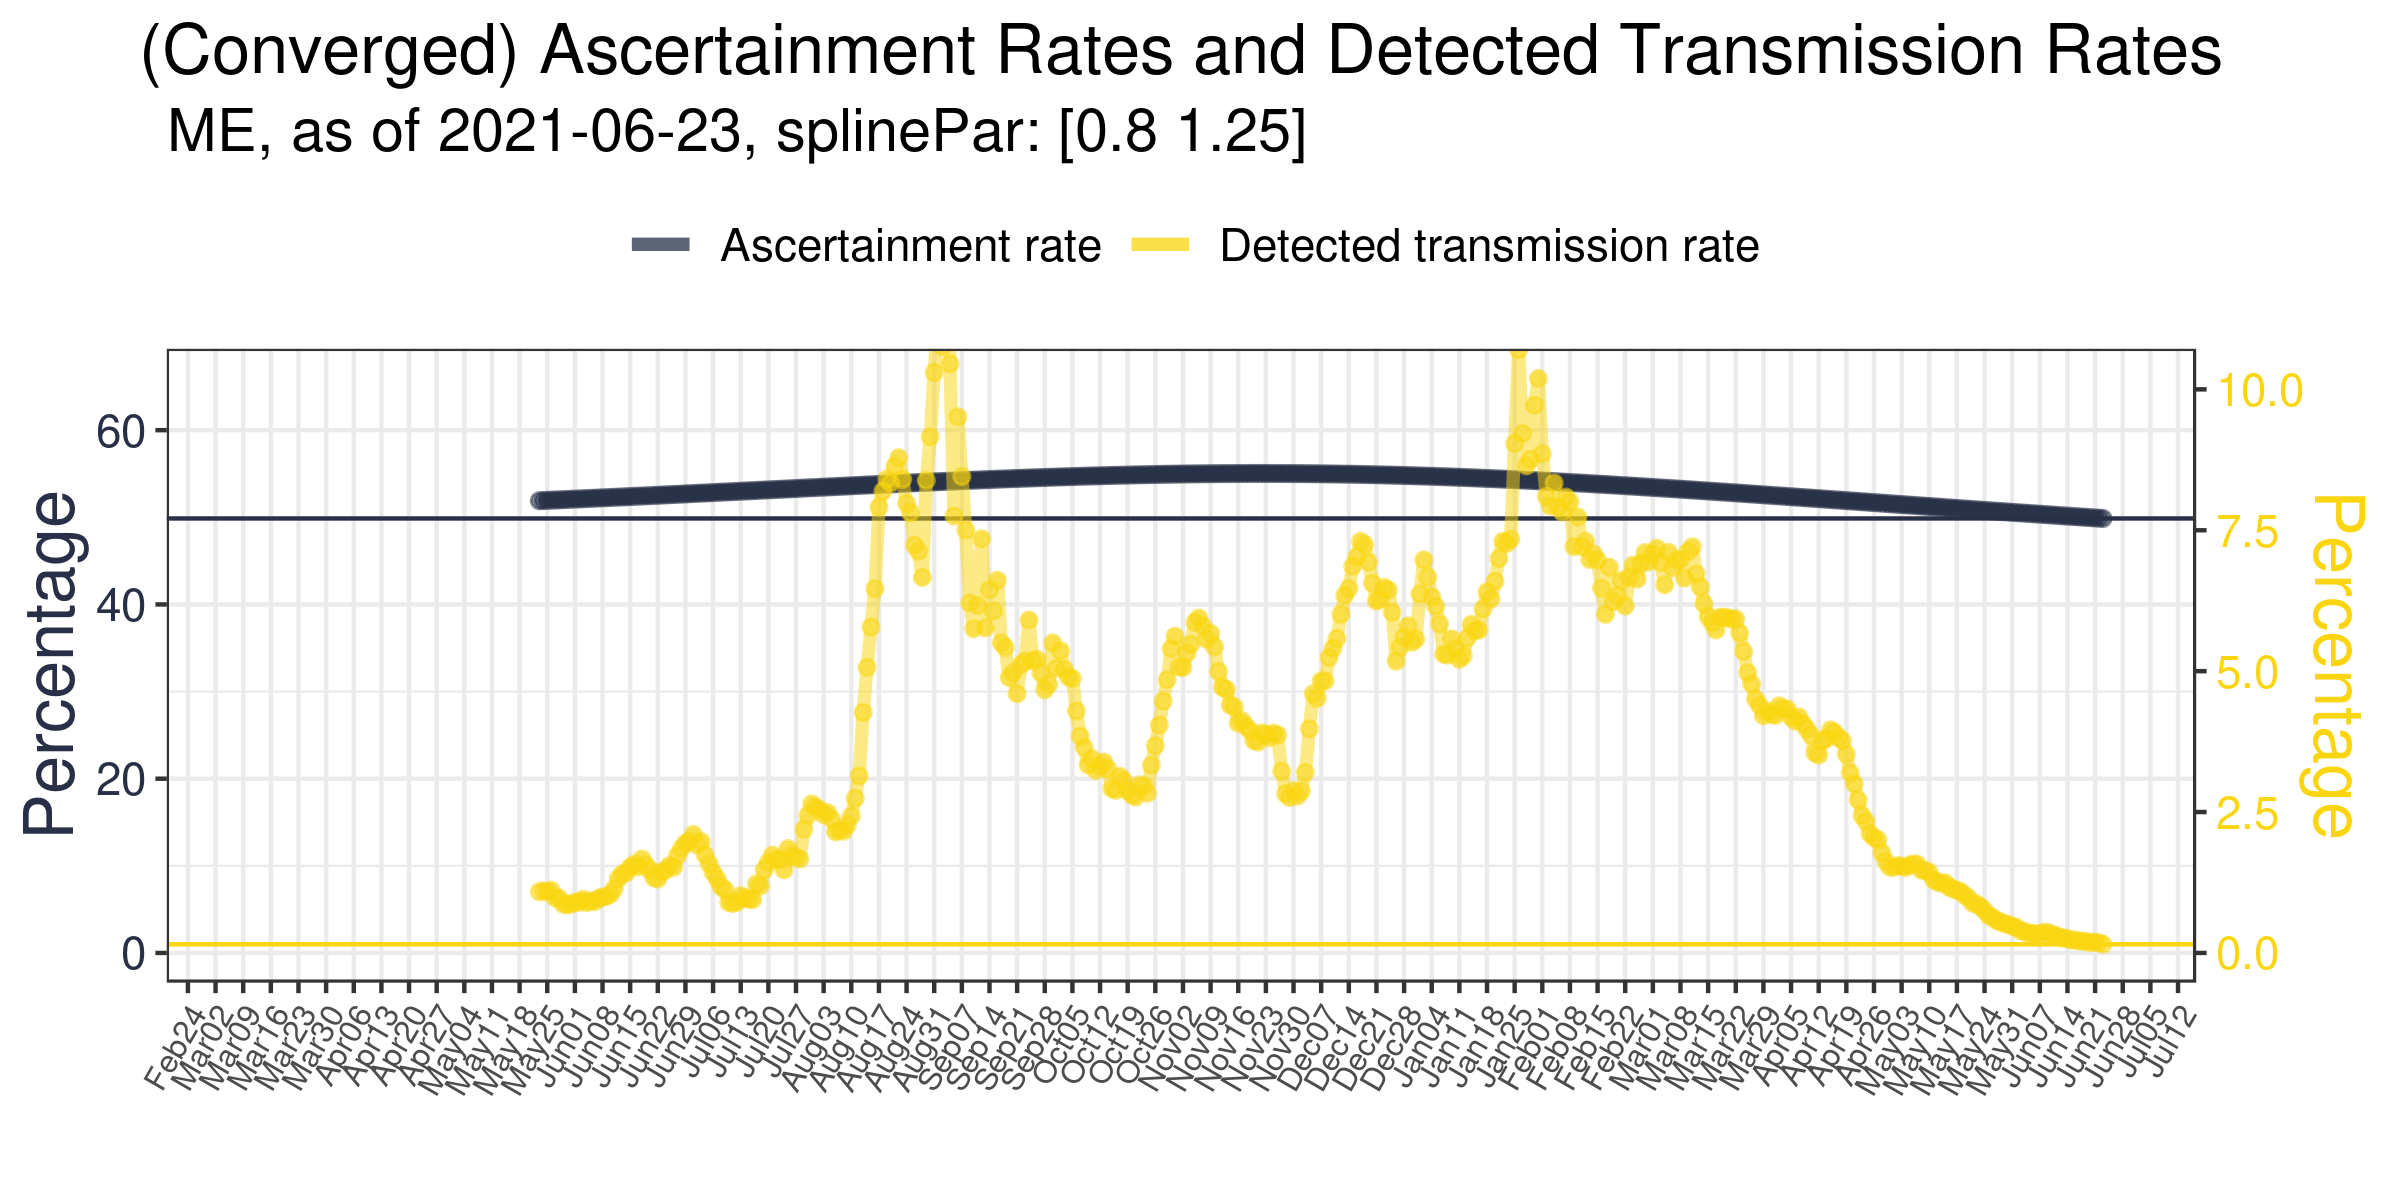 (Converged) Ascertainment Rates and Detected Transmission Rates
ME, as of 2021-06-23, splinePar: [0.8 1.25]
Ascertainment rate
Detected transmission rate
Percentage
60
40
20
0
10.0
7.5
5.0
2.5
0.0
Percentage
Feb24
Mar02
Mar09
Mar16
Mar23
Mar30
Apr06
Apr13
Apr20
Apr27
May04
May11
May18
May25
Jun01
Jun08
Jun15
Jun22
Jun29
Jul06
Jul13
Jul20
Jul27
Aug03
Aug10
Aug17
Aug24
Aug31
Sep07
Sep14
Sep21
Sep28
Oct05
Oct12
Oct19
Oct26
Nov02
Nov09
Nov16
Nov23
Nov30
Dec07
Dec14
Dec21
Dec28
Jan04
Jan11
Jan18
Jan25
Feb01
Feb08
Feb15
Feb22
Mar01
Mar08
Mar15
Mar22
Mar29
Apr05
Apr12
Apr19
Apr26
May03
May10
May17
May24
May31
Jun07
Jun14
Jun21
Jun28
Jul05
Jul12